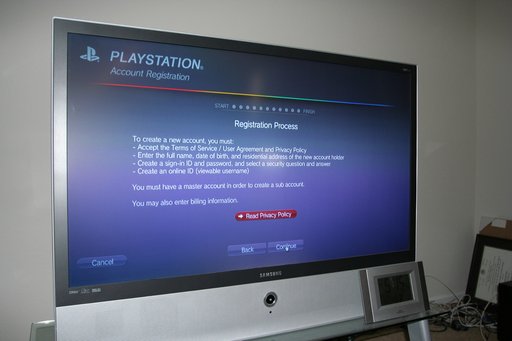 PLAYSTATION®
Account Registration
START
FINISH
Registration Process
To create a new account, you must:
- Accept the Terms of Service / User Agreement and Privacy Policy
- Enter the full name, date of birth, and residential address of the new account holder
- Create a sign-in ID and password, and select a security question and answer
- Create an online ID (viewable username)
You must have a master account in order to create a sub account.
You may also enter billing information.
Read Privacy Policy
Back
Continue
Cancel
SAMSUNG